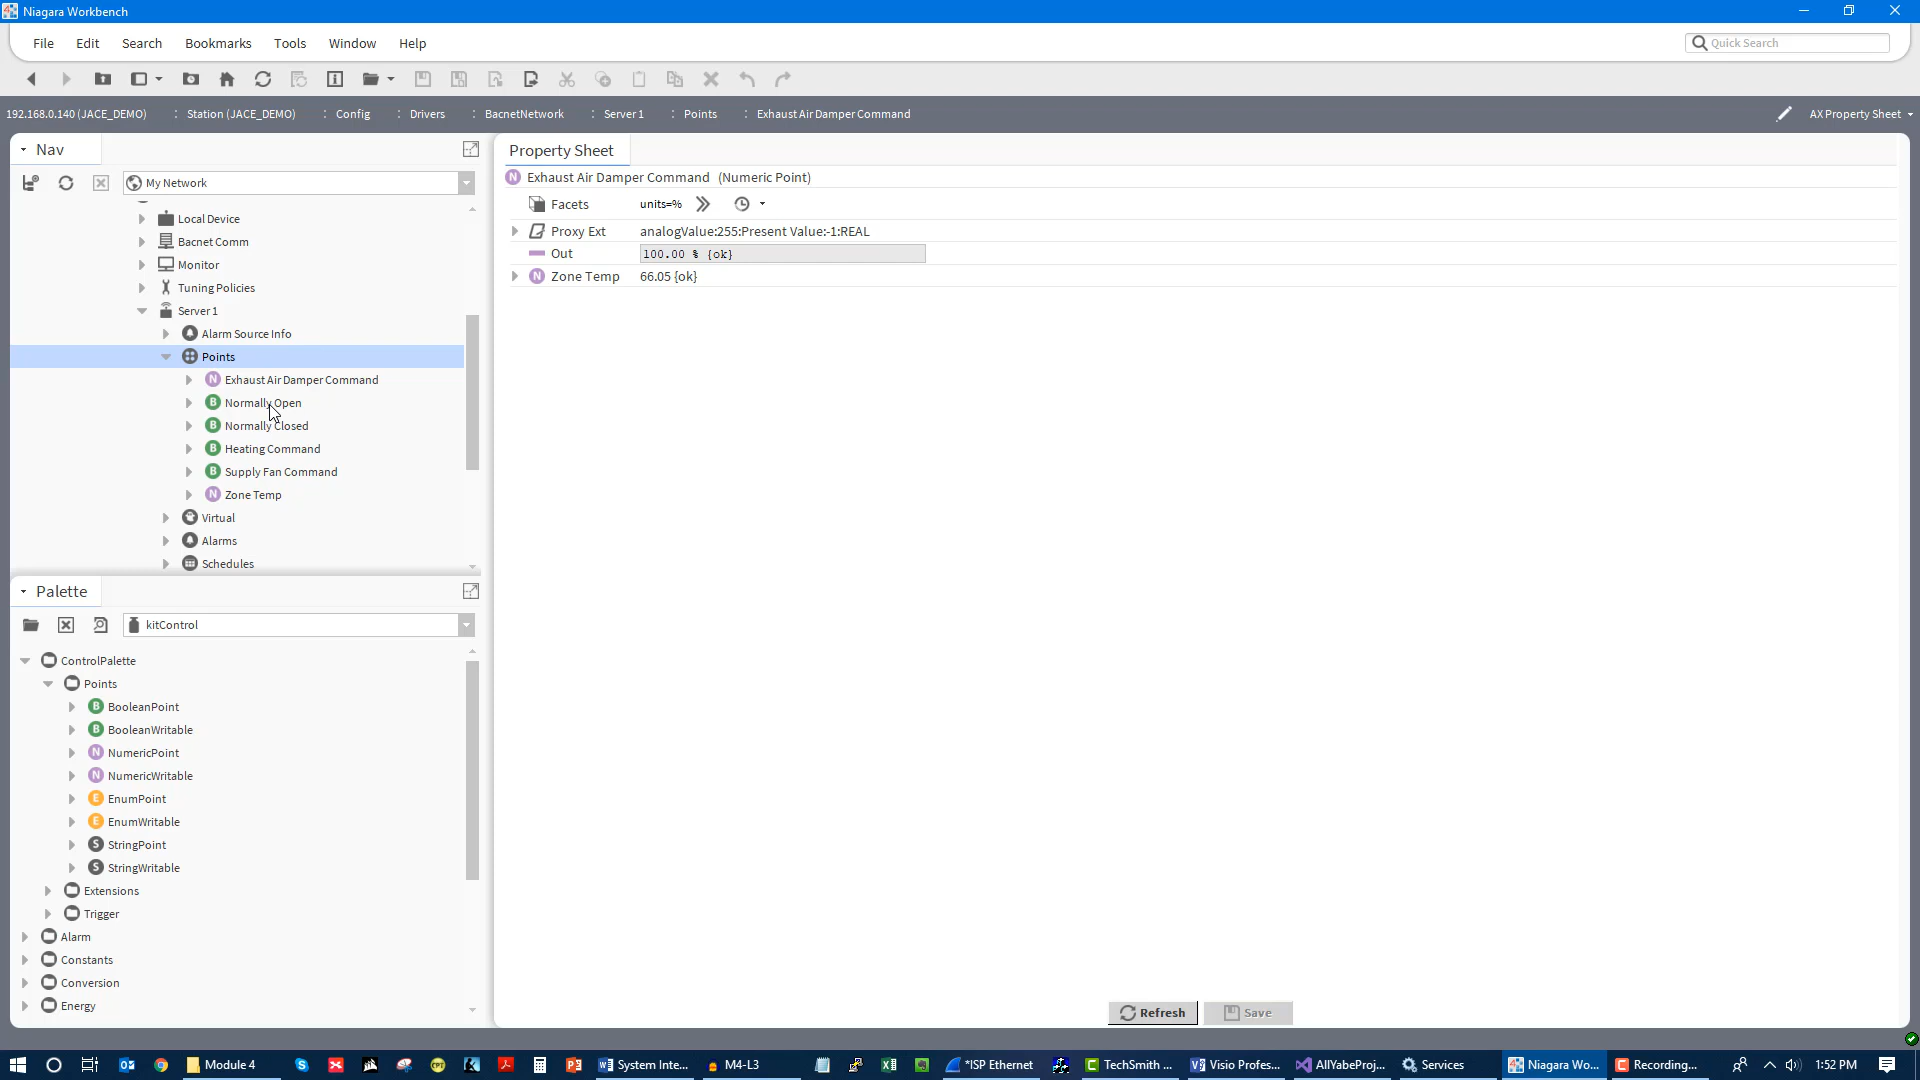 Niagara Workbench
File Edit Search Bookmarks Tools Window Help
Quick Search
192.168.0.140 (JACE_DEMO) : Station (JACE_DEMO) : Config : Drivers : BacnetNetwork : Server 1 : Points : Exhaust Air Damper Command
AX Property Sheet
Nav
My Network
Local Device
Bacnet Comm
Monitor
Tuning Policies
Server 1
Alarm Source Info
Points
N Exhaust Air Damper Command
B Normally Open
B Normally Closed
B Heating Command
B Supply Fan Command
N Zone Temp
Virtual
Alarms
Schedules
Palette
kitControl
ControlPalette
Points
B BooleanPoint
B BooleanWritable
N NumericPoint
N NumericWritable
E EnumPoint
E EnumWritable
S StringPoint
S StringWritable
Extensions
Trigger
Alarm
Constants
Conversion
Energy
Property Sheet
N Exhaust Air Damper Command (Numeric Point)
Facets units=%
Proxy Ext analogValue:255:Present Value:-1:REAL
Out 100.00 % {ok}
N Zone Temp 66.05 {ok}
Refresh Save
Module 4 System Inte... M4-L3 *ISP Ethernet TechSmith ... Visio Profes... AllYabeProj... Services Niagara Wo... Recording... 1:52 PM